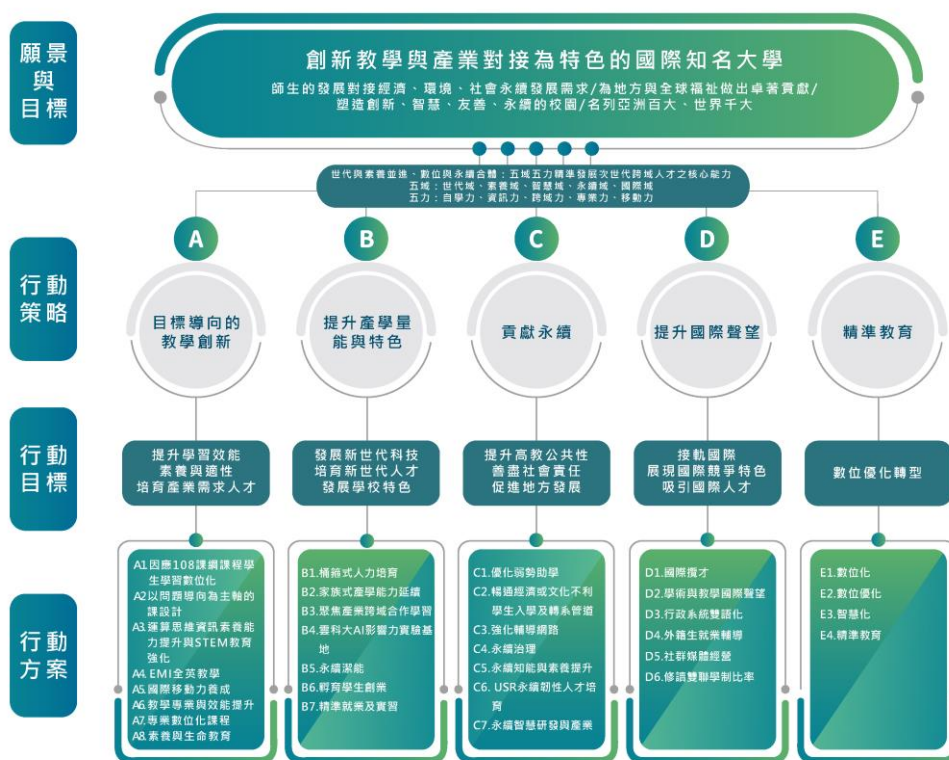 願景
與
目標
創新教學與產業對接為特色的國際知名大學
師生的發展對接經濟、環境、社會永續發展需求/為地方與全球福祉做出卓著貢獻/
塑造創新、智慧、友善、永續的校園/名列亞洲百大、世界千大
世代與素養並進、數位與永續合體：五域五力精準發展次世代跨域人才之核心能力
五域：世代域、素養域、智慧域、永續域、國際域
五力：自學力、資訊力、跨域力、專業力、移動力
行動
策略
A
目標導向的
教學創新
B
提升產學量
能與特色
C
貢獻永續
D
提升國際聲望
E
精準教育
行動
目標
提升學習效能
素養與適性
培育產業需求人才
發展新世代科技
培育新世代人才
發展學校特色
提升高教公共性
善盡社會責任
促進地方發展
接軌國際
展現國際競爭特色
吸引國際人才
數位優化轉型
行動
方案
A1因應108課綱課程學
生學習數位化
A2以問題導向為主軸的
課設計
A3.運算思維資訊素養能
力提升與STEM教育
強化
A4.EMI全英教學
A5.國際移動力養成
A6.教學專業與效能提升
A7.專業數位化課程
A8.素養與生命教育
B1.桶箍式人力培育
B2.家族式產學能力延續
B3.聚焦產業跨域合作學習
B4.雲科大AI影響力實驗基
地
B5.永續潔能
B6.孵育學生創業
B7.精準就業及實習
C1.優化弱勢助學
C2.暢通經濟或文化不利
學生入學及轉系管道
C3.強化輔導網路
C4.永續治理
C5.永續知能與素養提升
C6. USR永續韌性人才培
育
C7.永續智慧研發與產業
D1.國際攬才
D2.學術與教學國際聲望
D3.行政系統雙語化
D4.外籍生就業輔導
D5.社群媒體經營
D6.修讀雙聯學制比率
E1.數位化
E2.數位優化
E3.智慧化
E4.精準教育